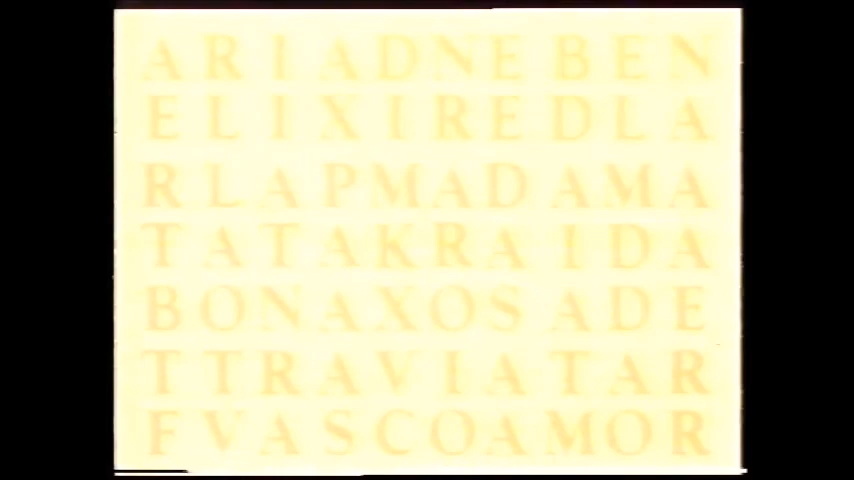 ARIADNEBEN
ELIXIREDLA
RLAPMADAMA
TATAKRAIDA
BONAXOSADE
TTRAVIATAR
FVASCOAMOR